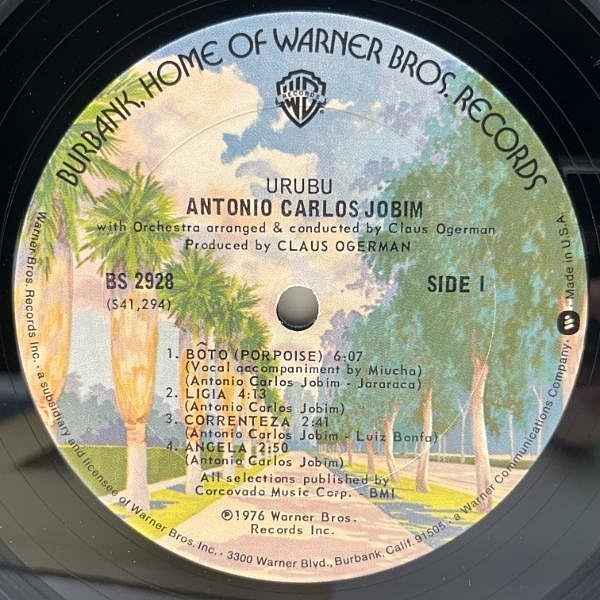 BURBANK, HOME OF WARNER BROS. RECORDS
RECORDS
URUBU
ANTONIO CARLOS JOBIM
with Orchestra arranged & conducted by Claus Ogerman
Produced by CLAUS OGERMAN
BS 2928
SIDE 1
(S41,294)
1. BÔTO (PORPOISE) 6:07
(Vocal accompaniment by Miucha)
(Antonio Carlos Jobim - Jararaca)
2. LIGIA 4:13
(Antonio Carlos Jobim)
3. CORRENTEZA 2:41
(Antonio Carlos Jobim - Luiz Bonfa)
4. ANGELA 2:50
(Antonio Carlos Jobim)
All selections published by
Corcovado Music Corp. - BMI
℗1976 Warner Bros.
Records Inc.
Warner Bros. Records Inc. • a subsidiary and licensee of Warner Bros. Inc. • 3300 Warner Blvd., Burbank, Calif. 91505 • a Warner Communications Company • Made in U.S.A.